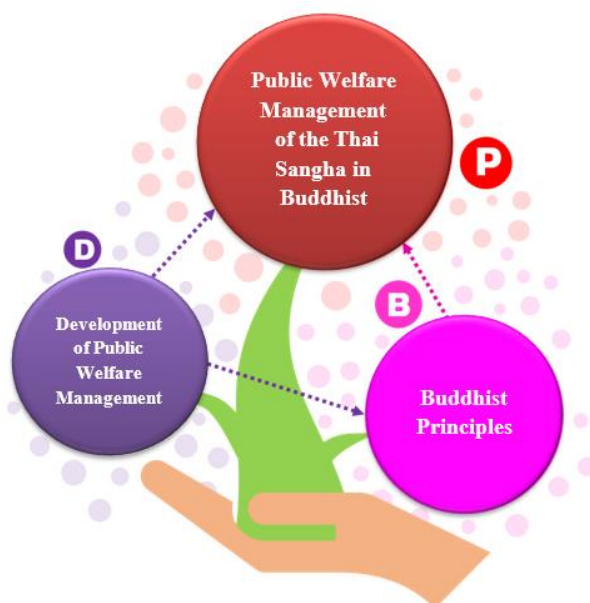 Public Welfare
Management
of the Thai
Sangha in
Buddhist
P
D
Development
of Public
Welfare
Management
B
Buddhist
Principles